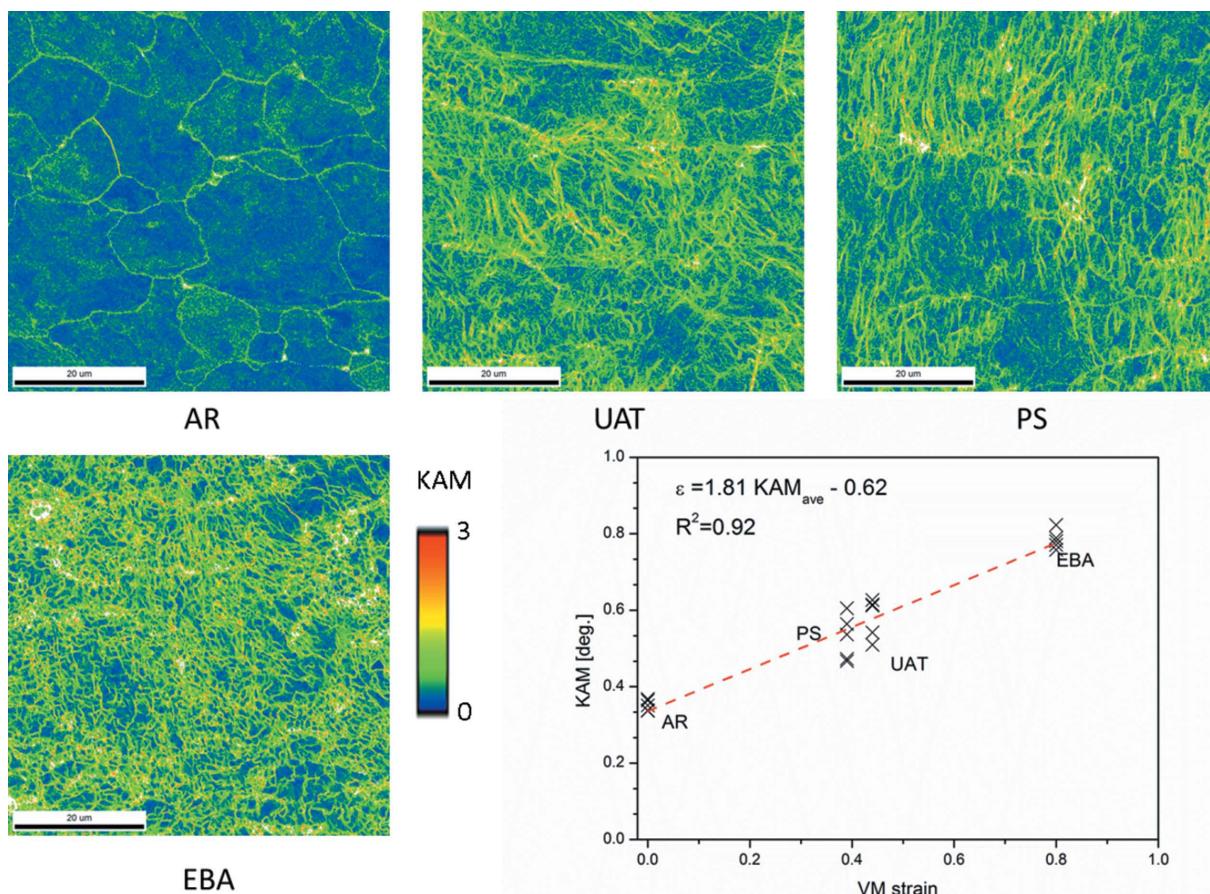 20 um
20 um
20 um
AR
UAT
PS
20 um
EBA
KAM
3
0
ε =1.81 KAMave - 0.62
R2=0.92
KAM [deg.]
1.0
0.8
0.6
0.4
0.2
0.0
AR
PS
UAT
EBA
0.0 0.2 0.4 0.6 0.8 1.0
VM strain